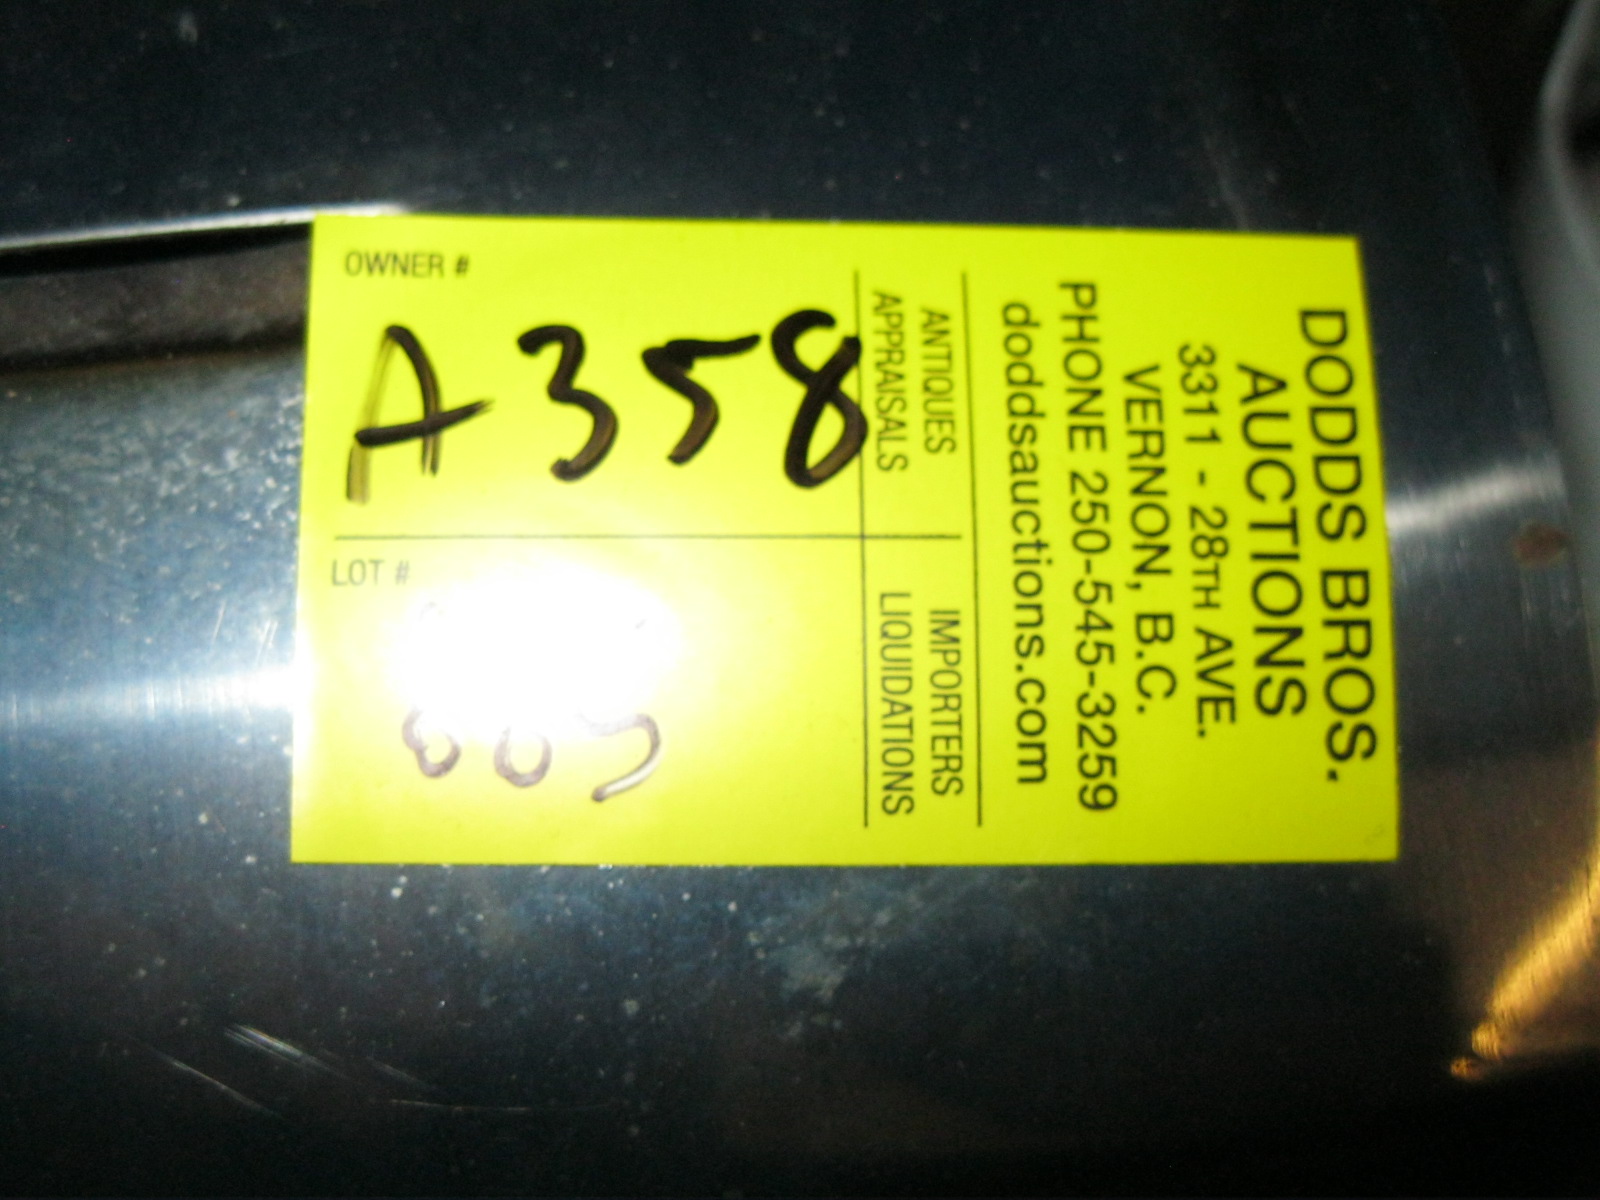 DODDS BROS.
AUCTIONS
3311 - 28TH AVE.
VERNON, B.C.
PHONE 250-545-3259
doddsauctions.com
ANTIQUES
APPRAISALS
IMPORTERS
LIQUIDATIONS
OWNER #
A358
LOT #